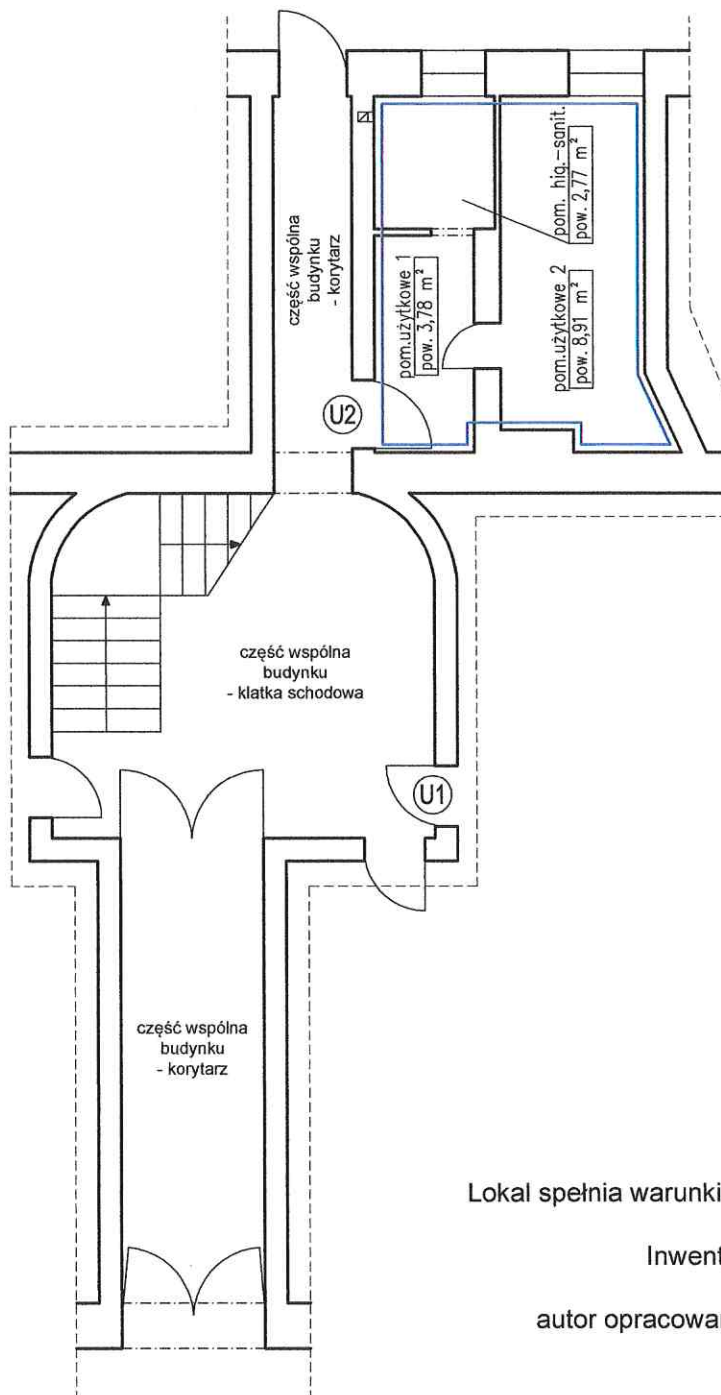 część wspólna
budynku
- korytarz
pom. hig.-sanit.
pow. 2,77 m²
pom.użytkowe 1
pow. 3,78 m²
pom.użytkowe 2
pow. 8,91 m²
U2
część wspólna
budynku
- klatka schodowa
U1
część wspólna
budynku
- korytarz
Lokal spełnia warunki
Inwent
autor opracowar